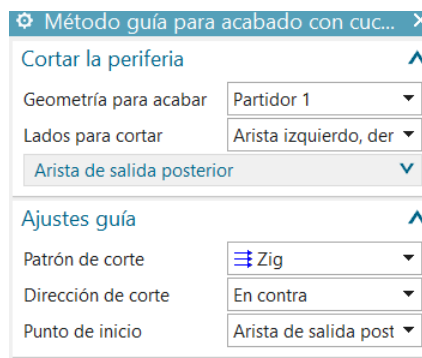 Método guía para acabado con cuc...
Cortar la periferia
Geometría para acabar Partidor 1
Lados para cortar Arista izquierdo, der
Arista de salida posterior
Ajustes guía
Patrón de corte Zig
Dirección de corte En contra
Punto de inicio Arista de salida post